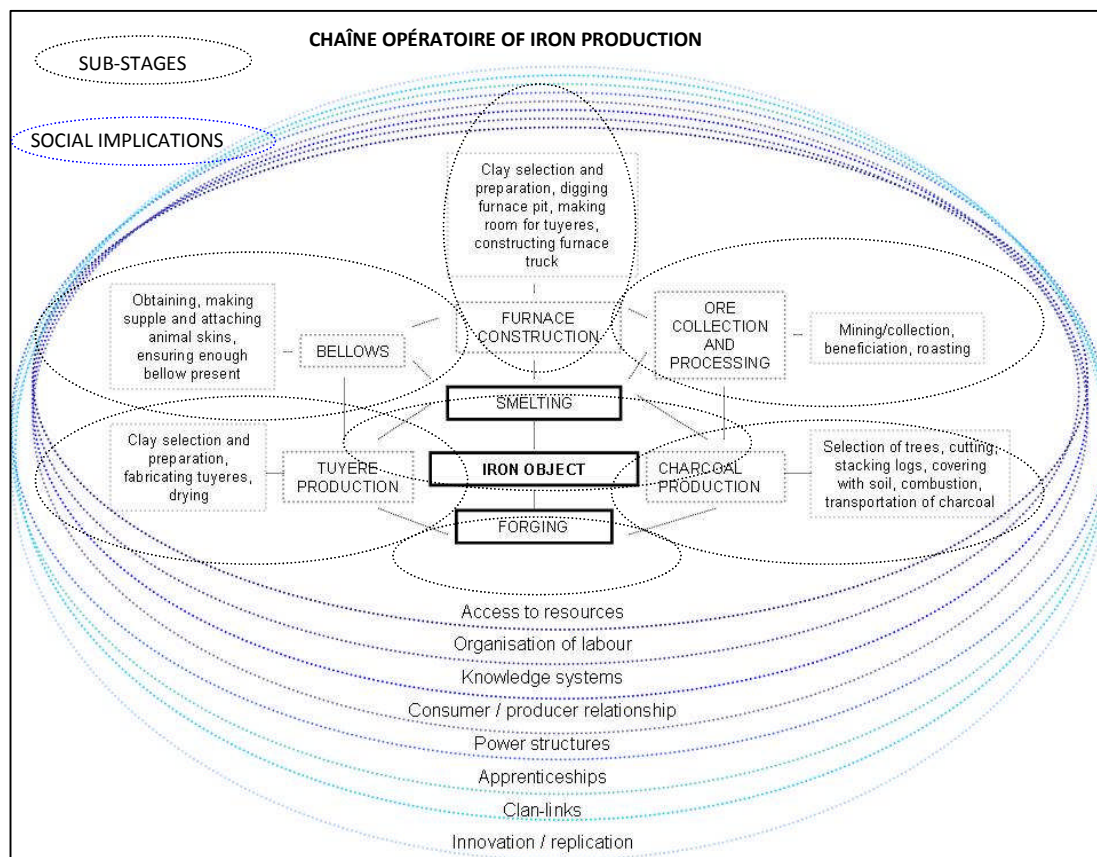 CHAÎNE OPÉRATOIRE OF IRON PRODUCTION
SUB-STAGES
SOCIAL IMPLICATIONS
Clay selection and
preparation, digging
furnace pit, making
room for tuyeres,
constructing furnace
truck
Obtaining, making
supple and attaching
animal skins,
ensuring enough
bellow present
BELLOWS
FURNACE
CONSTRUCTION
ORE
COLLECTION
AND
PROCESSING
Mining/collection,
beneficiation, roasting
SMELTING
Clay selection and
preparation,
fabricating tuyeres,
drying
TUYERE
PRODUCTION
IRON OBJECT
CHARCOAL
PRODUCTION
Selection of trees, cutting,
stacking logs, covering
with soil, combustion,
transportation of charcoal
FORGING
Access to resources
Organisation of labour
Knowledge systems
Consumer / producer relationship
Power structures
Apprenticeships
Clan-links
Innovation / replication